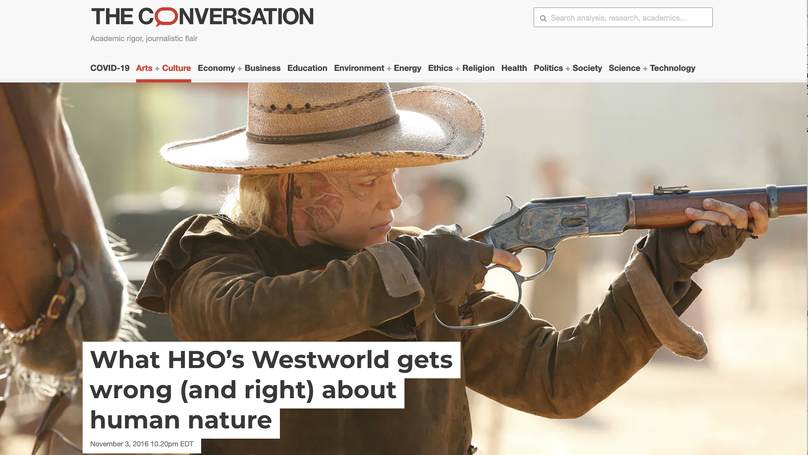 THE CONVERSATION
Search analysis, research, academics…
Academic rigor, journalistic flair
COVID-19 Arts + Culture Economy + Business Education Environment + Energy Ethics + Religion Health Politics + Society Science + Technology
What HBO’s Westworld gets
wrong (and right) about
human nature
November 3, 2016 10.20pm EDT